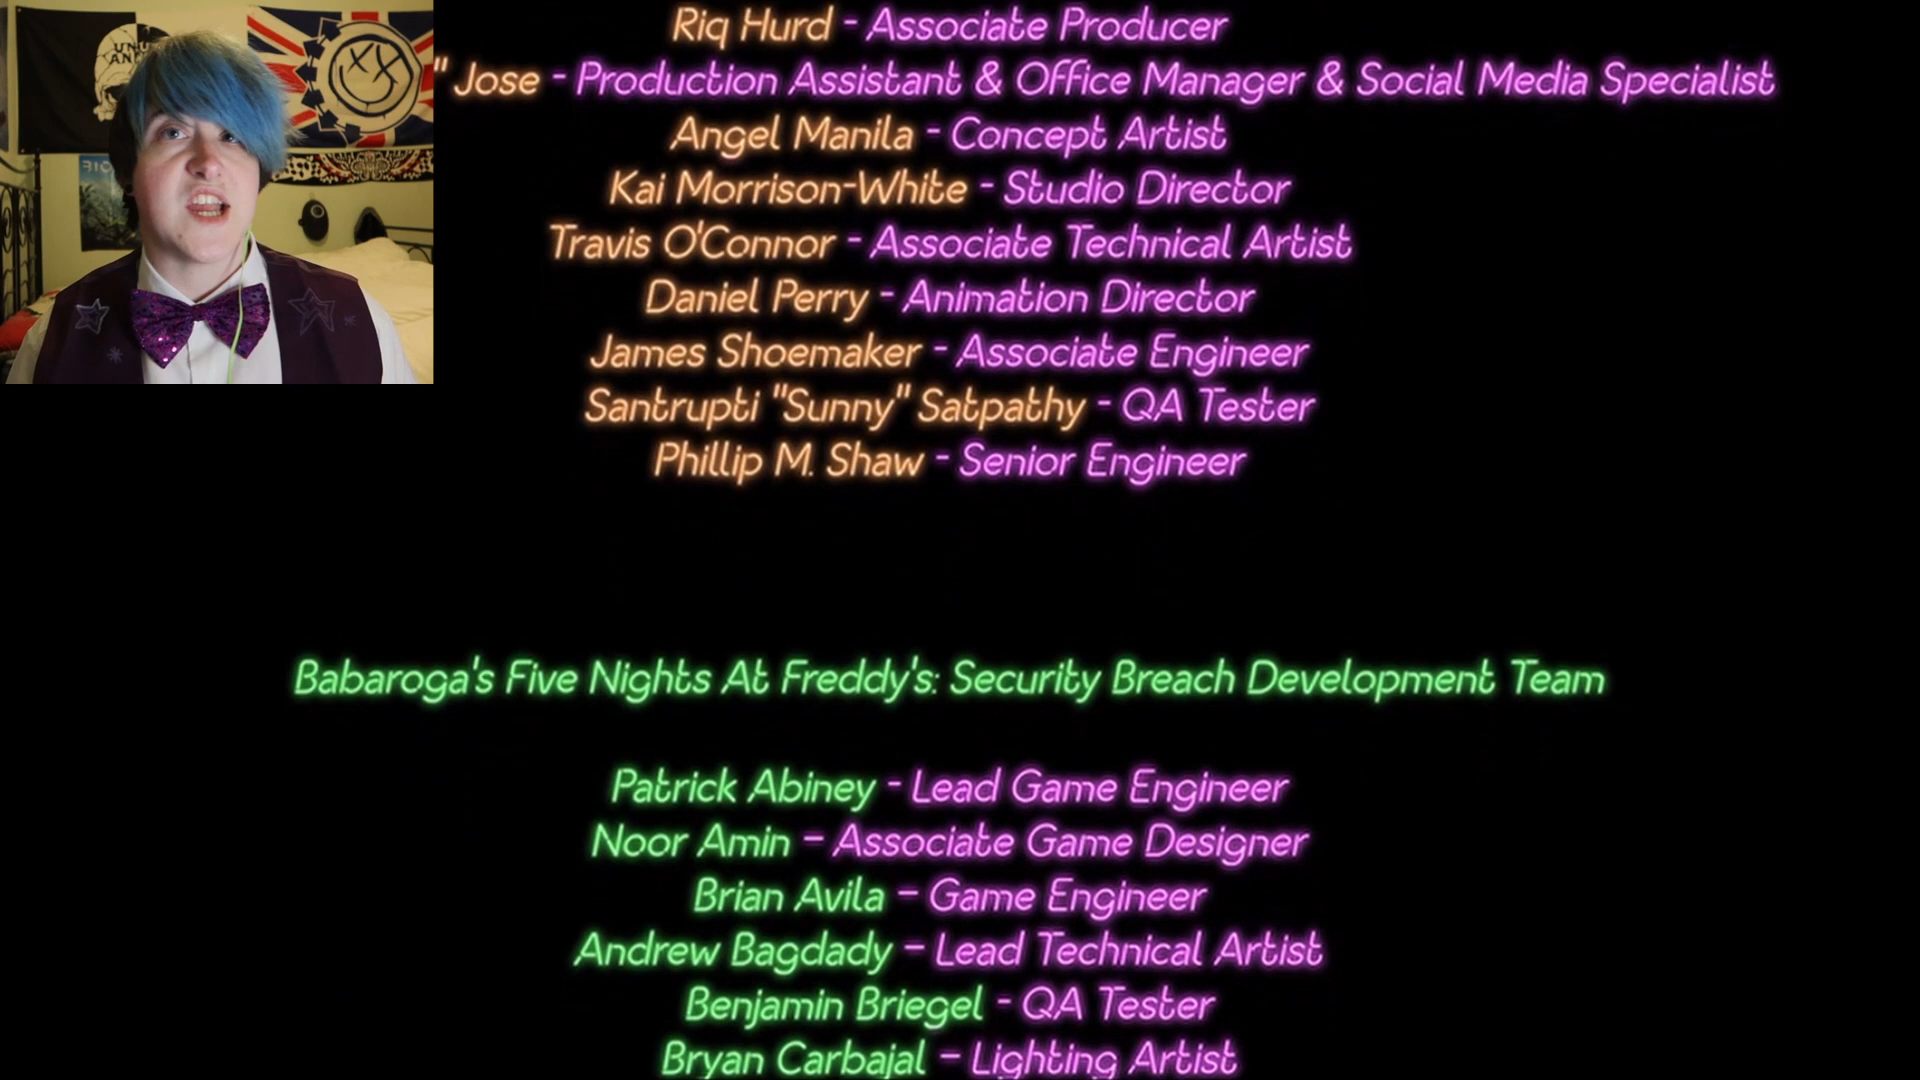 Riq Hurd - Associate Producer
" Jose - Production Assistant & Office Manager & Social Media Specialist
Angel Manila - Concept Artist
Kai Morrison-White - Studio Director
Travis O'Connor - Associate Technical Artist
Daniel Perry - Animation Director
James Shoemaker - Associate Engineer
Santrupti "Sunny" Satpathy - QA Tester
Phillip M. Shaw - Senior Engineer
Babaroga's Five Nights At Freddy's: Security Breach Development Team
Patrick Abiney - Lead Game Engineer
Noor Amin – Associate Game Designer
Brian Avila – Game Engineer
Andrew Bagdady – Lead Technical Artist
Benjamin Briegel - QA Tester
Bryan Carbajal – Lighting Artist